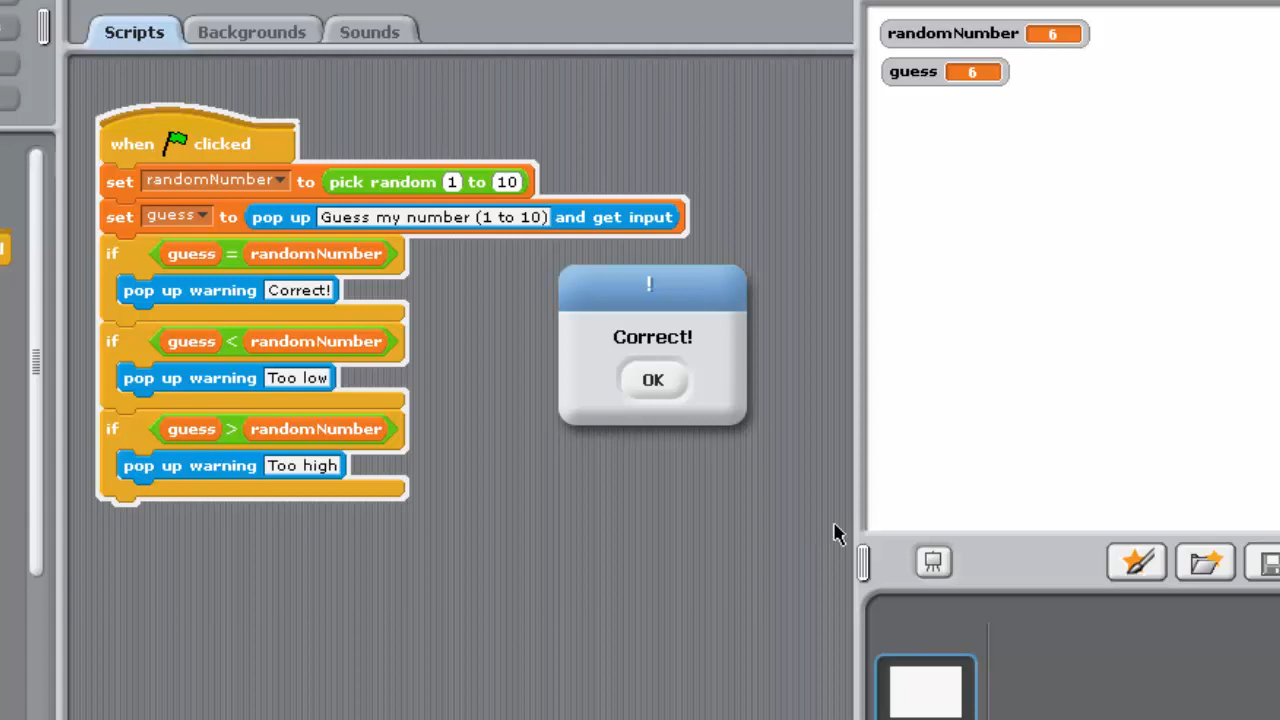 Scripts
Backgrounds
Sounds
when clicked
set randomNumber to pick random 1 to 10
set guess to pop up Guess my number (1 to 10) and get input
if guess = randomNumber
pop up warning Correct!
if guess < randomNumber
pop up warning Too low
if guess > randomNumber
pop up warning Too high
!
Correct!
OK
randomNumber 6
guess 6